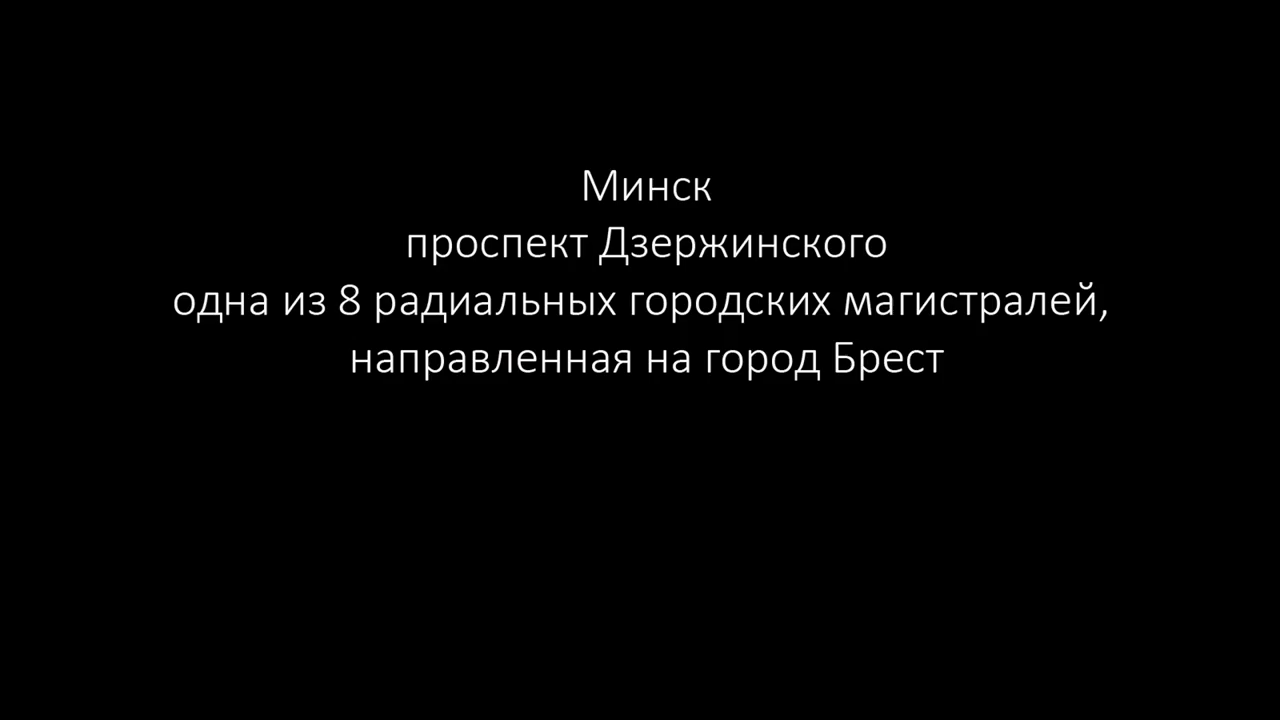 Минск
проспект Дзержинского
одна из 8 радиальных городских магистралей,
направленная на город Брест